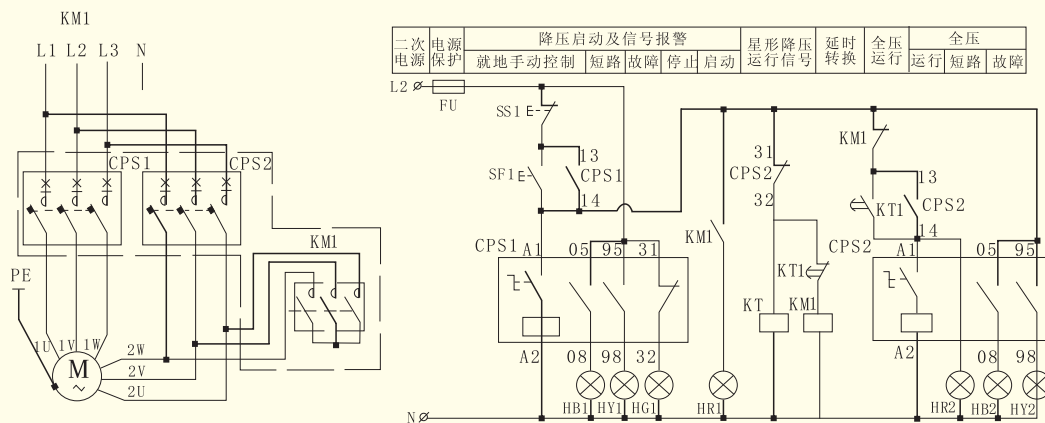 KM1
L1 L2 L3 N
CPS1
CPS2
KM1
PE
1U 1V 1W
2W
2V
2U
M
~
二次电源
电源保护
降压启动及信号报警
就地手动控制 短路 故障 停止 启动
星形降压运行信号
延时转换
全压运行
全压
运行 短路 故障
L2
FU
SS1
SF1
13
CPS1
14
CPS1
A1 05 95 31
A2 08 98 32
HB1 HY1 HG1
KM1
HR1
31
CPS2
32
KT1
KT
KM1
KM1
KT1
13
CPS2
14
CPS2
A1 05 95
A2 08 98
HR2 HB2 HY2
N